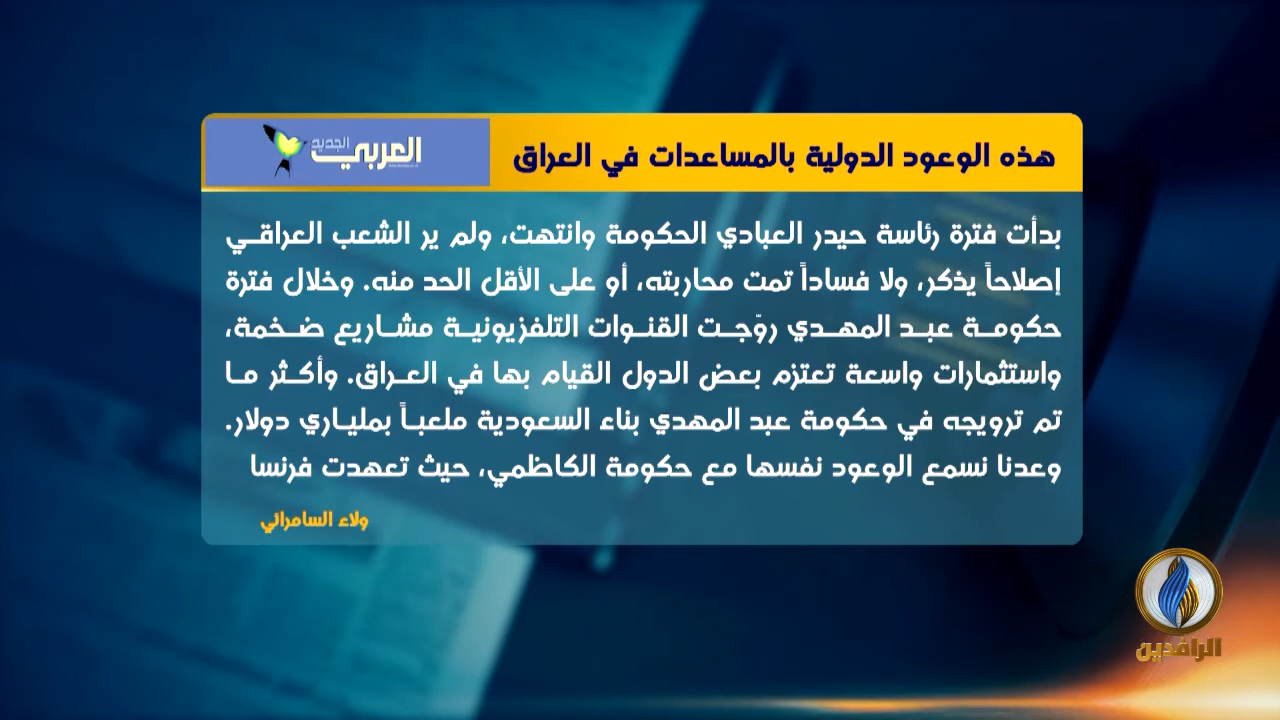 هذه الوعود الدولية بالمساعدات في العراق
العربي الجديد
بدأت فترة رئاسة حيدر العبادي الحكومة وانتهت، ولم ير الشعب العراقي
إصلاحاً يذكر، ولا فساداً تمت محاربته، أو على الأقل الحد منه. وخلال فترة
حكومة عبد المهدي روّجت القنوات التلفزيونية مشاريع ضخمة،
واستثمارات واسعة تعتزم بعض الدول القيام بها في العراق. وأكثر ما
تم ترويجه في حكومة عبد المهدي بناء السعودية ملعباً بملياري دولار.
وعدنا نسمع الوعود نفسها مع حكومة الكاظمي، حيث تعهدت فرنسا
ولاء السامرائي
الرافدين